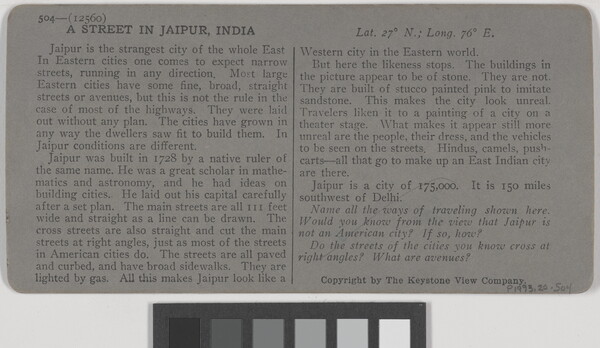 504—(12560)
A STREET IN JAIPUR, INDIA
Lat. 27° N.; Long. 76° E.
Jaipur is the strangest city of the whole East
In Eastern cities one comes to expect narrow
streets, running in any direction. Most large
Eastern cities have some fine, broad, straight
streets or avenues, but this is not the rule in the
case of most of the highways. They were laid
out without any plan. The cities have grown in
any way the dwellers saw fit to build them. In
Jaipur conditions are different.
Jaipur was built in 1728 by a native ruler of
the same name. He was a great scholar in mathe-
matics and astronomy, and he had ideas on
building cities. He laid out his capital carefully
after a set plan. The main streets are all 111 feet
wide and straight as a line can be drawn. The
cross streets are also straight and cut the main
streets at right angles, just as most of the streets
in American cities do. The streets are all paved
and curbed, and have broad sidewalks. They are
lighted by gas. All this makes Jaipur look like a
Western city in the Eastern world.
But here the likeness stops. The buildings in
the picture appear to be of stone. They are not.
They are built of stucco painted pink to imitate
sandstone. This makes the city look unreal.
Travelers liken it to a painting of a city on a
theater stage. What makes it appear still more
unreal are the people, their dress, and the vehicles
to be seen on the streets. Hindus, camels, push-
carts—all that go to make up an East Indian city
are there.
Jaipur is a city of 175,000. It is 150 miles
southwest of Delhi.
Name all the ways of traveling shown here.
Would you know from the view that Jaipur is
not an American city? If so, how?
Do the streets of the cities you know cross at
right angles? What are avenues?
Copyright by The Keystone View Company
P1993.22.504